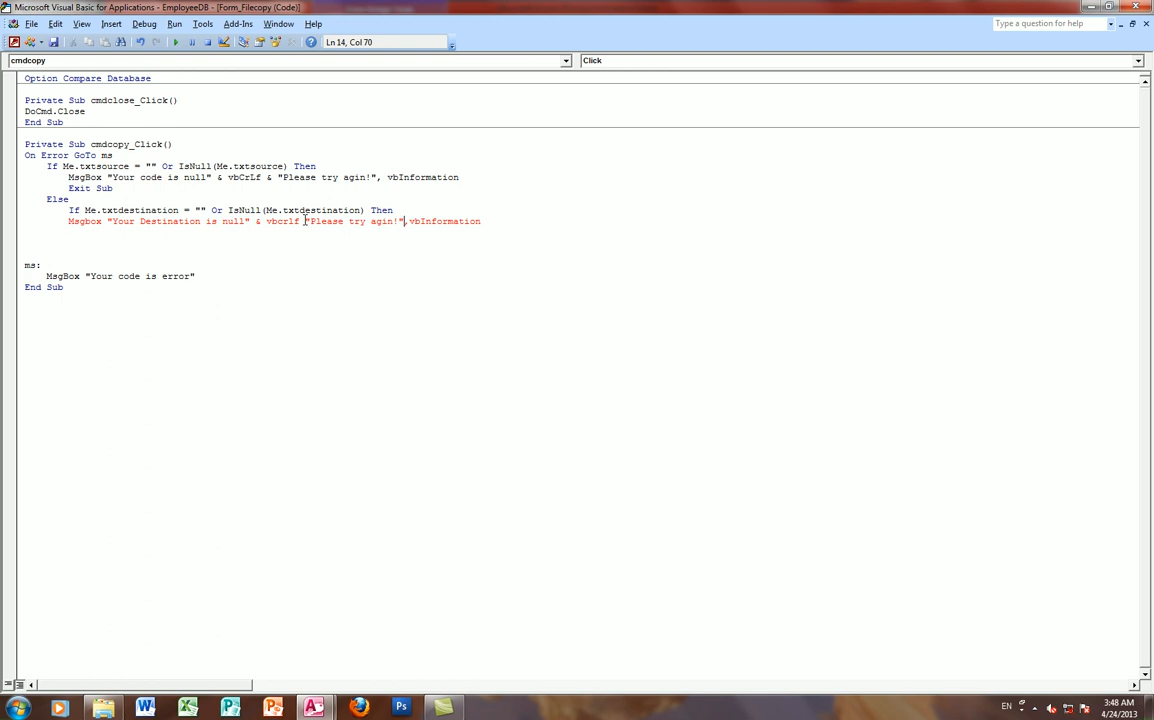 Microsoft Visual Basic for Applications - EmployeeDB - [Form_Filecopy (Code)]
File Edit View Insert Debug Run Tools Add-Ins Window Help
Type a question for help
Ln 14, Col 70
cmdcopy
Click
Option Compare Database
Private Sub cmdclose_Click()
DoCmd.Close
End Sub
Private Sub cmdcopy_Click()
On Error GoTo ms
If Me.txtsource = "" Or IsNull(Me.txtsource) Then
MsgBox "Your code is null" & vbCrLf & "Please try agin!", vbInformation
Exit Sub
Else
If Me.txtdestination = "" Or IsNull(Me.txtdestination) Then
Msgbox "Your Destination is null" & vbcrlf "Please try agin!",vbInformation
ms:
MsgBox "Your code is error"
End Sub
EN
3:48 AM
4/24/2013